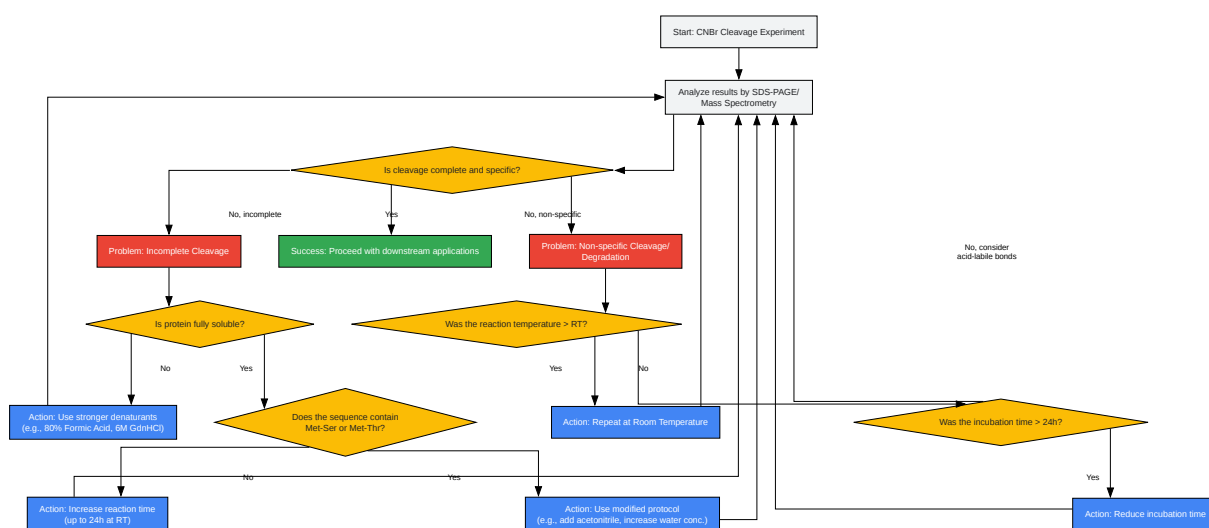 Start: CNBr Cleavage Experiment
Analyze results by SDS-PAGE/
Mass Spectrometry
Is cleavage complete and specific?
No, incomplete
Yes
No, non-specific
Problem: Incomplete Cleavage
Success: Proceed with downstream applications
Problem: Non-specific Cleavage/
Degradation
No, consider
acid-labile bonds
Is protein fully soluble?
Was the reaction temperature > RT?
No
Yes
Yes
No
Action: Use stronger denaturants
(e.g., 80% Formic Acid, 6M GdnHCl)
Does the sequence contain
Met-Ser or Met-Thr?
Action: Repeat at Room Temperature
Was the incubation time > 24h?
No
Yes
Yes
Action: Increase reaction time
(up to 24h at RT)
Action: Use modified protocol
(e.g., add acetonitrile, increase water conc.)
Action: Reduce incubation time